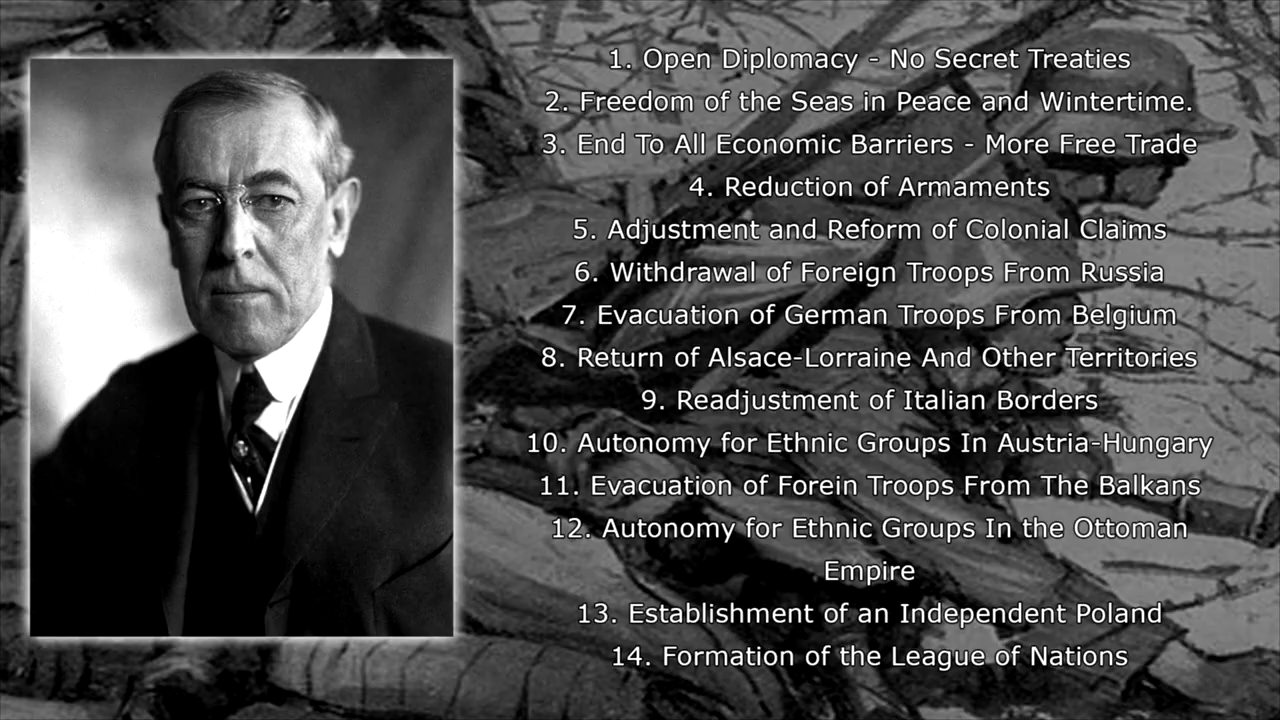 1. Open Diplomacy - No Secret Treaties
2. Freedom of the Seas in Peace and Wintertime.
3. End To All Economic Barriers - More Free Trade
4. Reduction of Armaments
5. Adjustment and Reform of Colonial Claims
6. Withdrawal of Foreign Troops From Russia
7. Evacuation of German Troops From Belgium
8. Return of Alsace-Lorraine And Other Territories
9. Readjustment of Italian Borders
10. Autonomy for Ethnic Groups In Austria-Hungary
11. Evacuation of Forein Troops From The Balkans
12. Autonomy for Ethnic Groups In the Ottoman
Empire
13. Establishment of an Independent Poland
14. Formation of the League of Nations